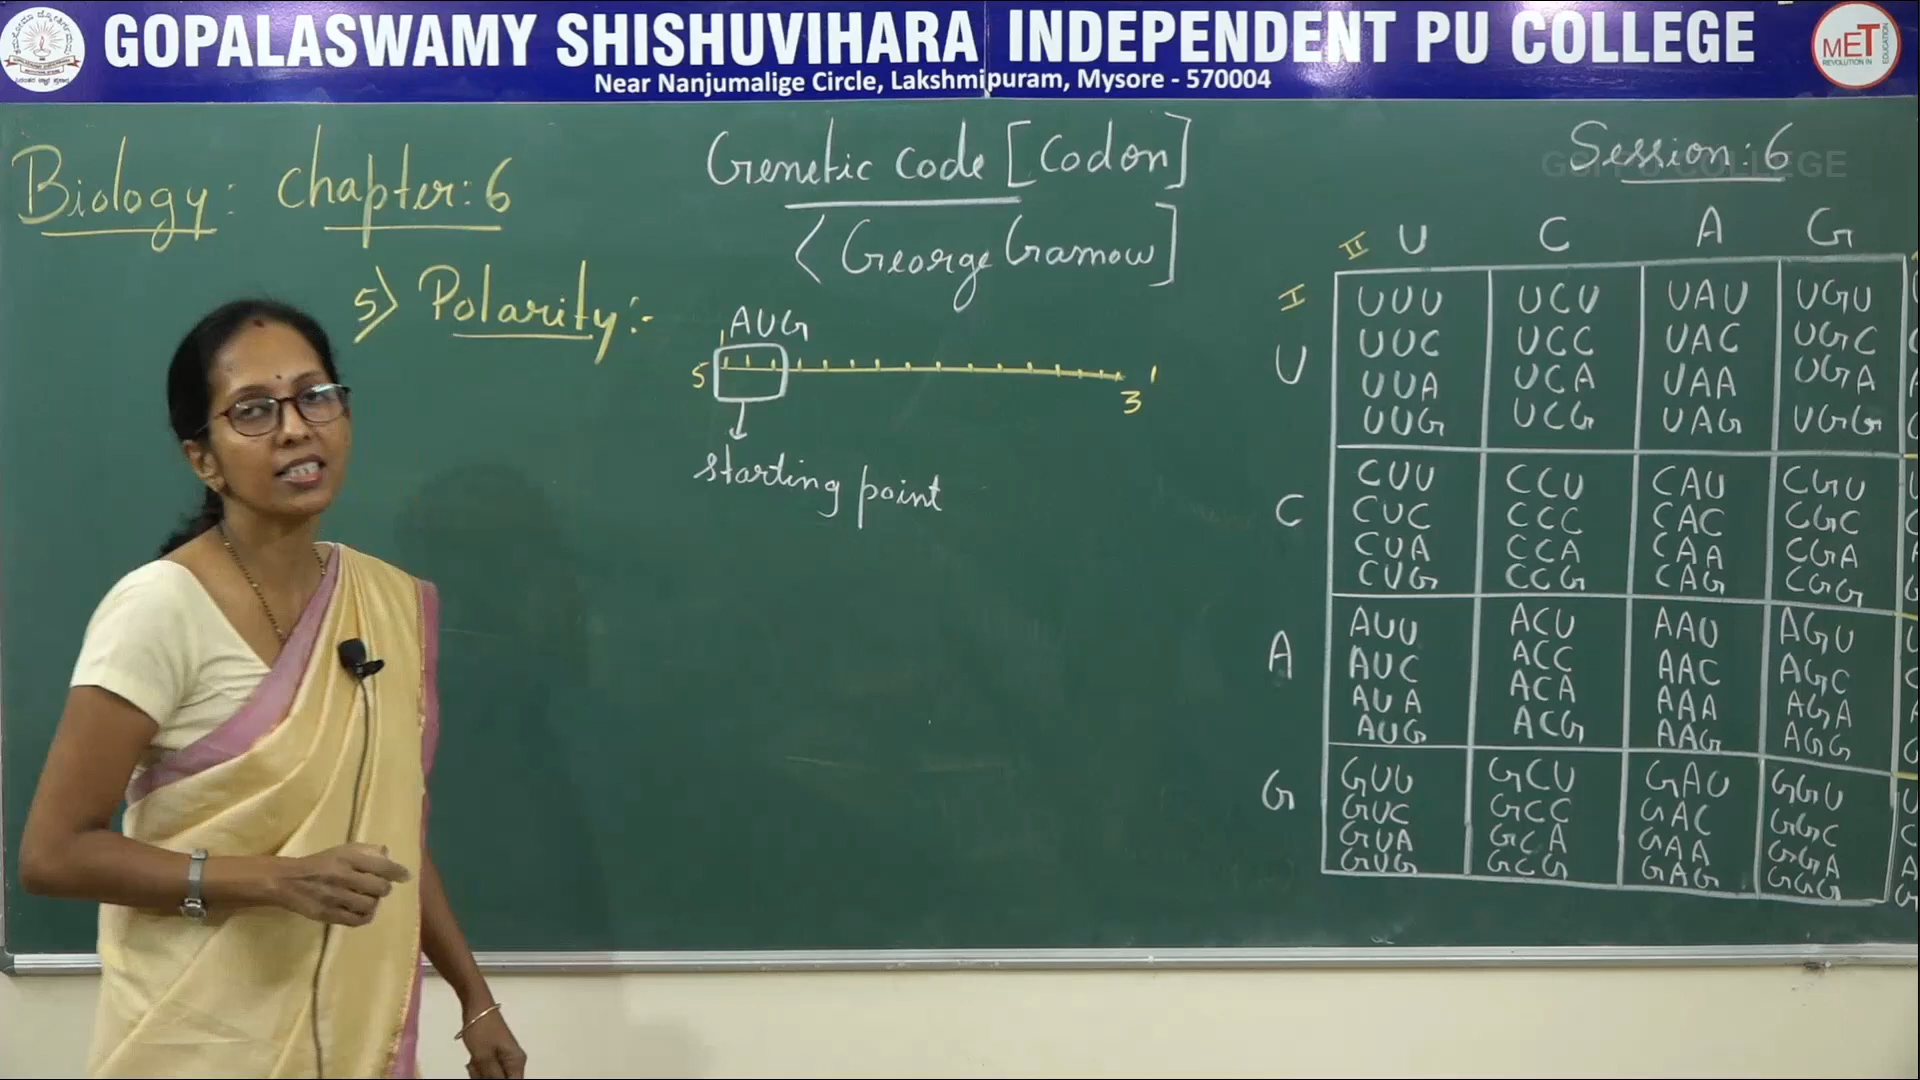 GOPALASWAMY SHISHUVIHARA INDEPENDENT PU COLLEGE
Near Nanjumalige Circle, Lakshmipuram, Mysore - 570004
MET
REVOLUTION IN EDUCATION
Biology: Chapter: 6
Genetic Code [Codon]
< George Gamow]
Session: 6
5) Polarity:-
AUG
5 3 '
starting point
II U C A G
I
U
UUU UCU UAU UGU
UUC UCC UAC UGC
UUA UCA UAA UGA
UUG UCG UAG UGG
C
CUU CCU CAU CGU
CUC CCC CAC CGC
CUA CCA CAA CGA
CUG CCG CAG CGG
A
AUU ACU AAU AGU
AUC ACC AAC AGC
AUA ACA AAA AGA
AUG ACG AAG AGG
G
GUU GCU GAU GGU
GUC GCC GAC GGC
GUA GCA GAA GGA
GUG GCG GAG GGG